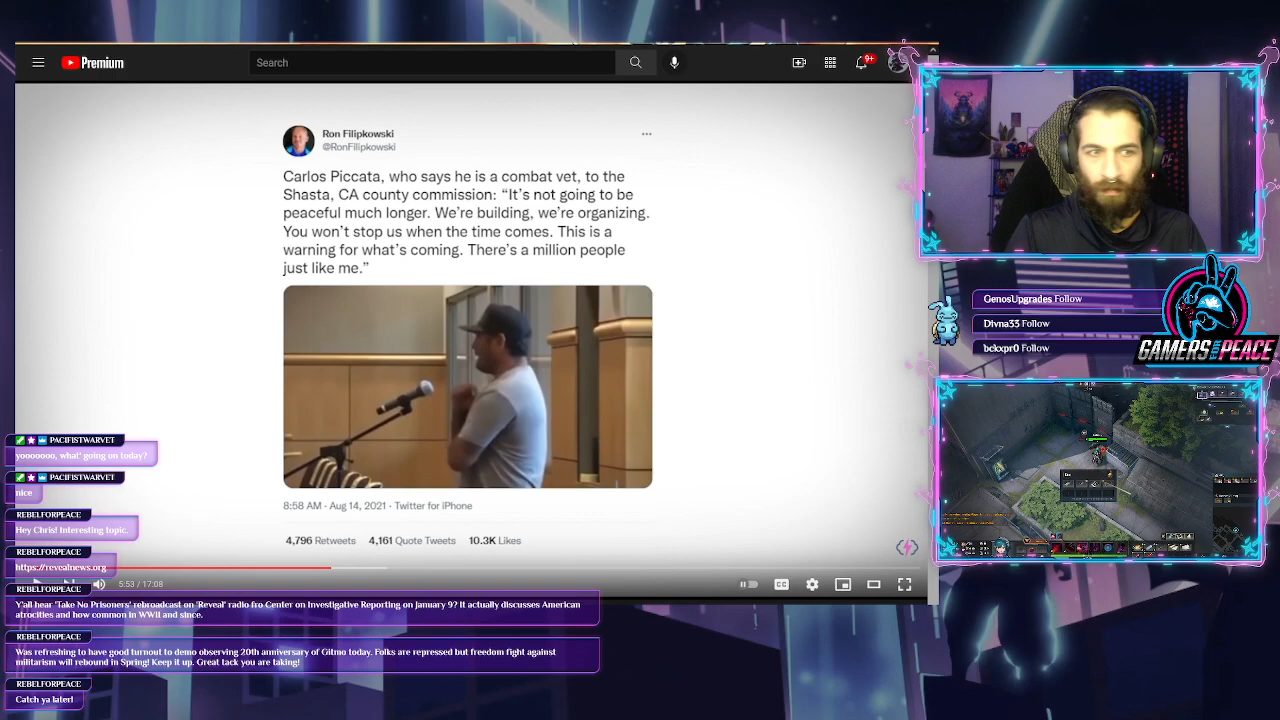 Premium
Search
9+
Ron Filipkowski
@RonFilipkowski
Carlos Piccata, who says he is a combat vet, to the
Shasta, CA county commission: “It’s not going to be
peaceful much longer. We’re building, we’re organizing.
You won’t stop us when the time comes. This is a
warning for what’s coming. There’s a million people
just like me.”
8:58 AM · Aug 14, 2021 · Twitter for iPhone
4,796 Retweets 4,161 Quote Tweets 10.3K Likes
5:53 / 17:08
CC
PACIFISTWARVET
yooooooo, what' going on today?
PACIFISTWARVET
nice
REBELFORPEACE
Hey Chris! Interesting topic.
REBELFORPEACE
https://revealnews.org
REBELFORPEACE
Y'all hear 'Take No Prisoners' rebroadcast on 'Reveal' radio fro Center on Investigative Reporting on January 9? It actually discusses American
atrocities and how common in WWII and since.
REBELFORPEACE
Was refreshing to have good turnout to demo observing 20th anniversary of Gitmo today. Folks are repressed but freedom fight against
militarism will rebound in Spring! Keep it up. Great tack you are taking!
REBELFORPEACE
Catch ya later!
GenosUpgrades Follow
Divna33 Follow
bckxpr0 Follow
GAMERS FOR PEACE